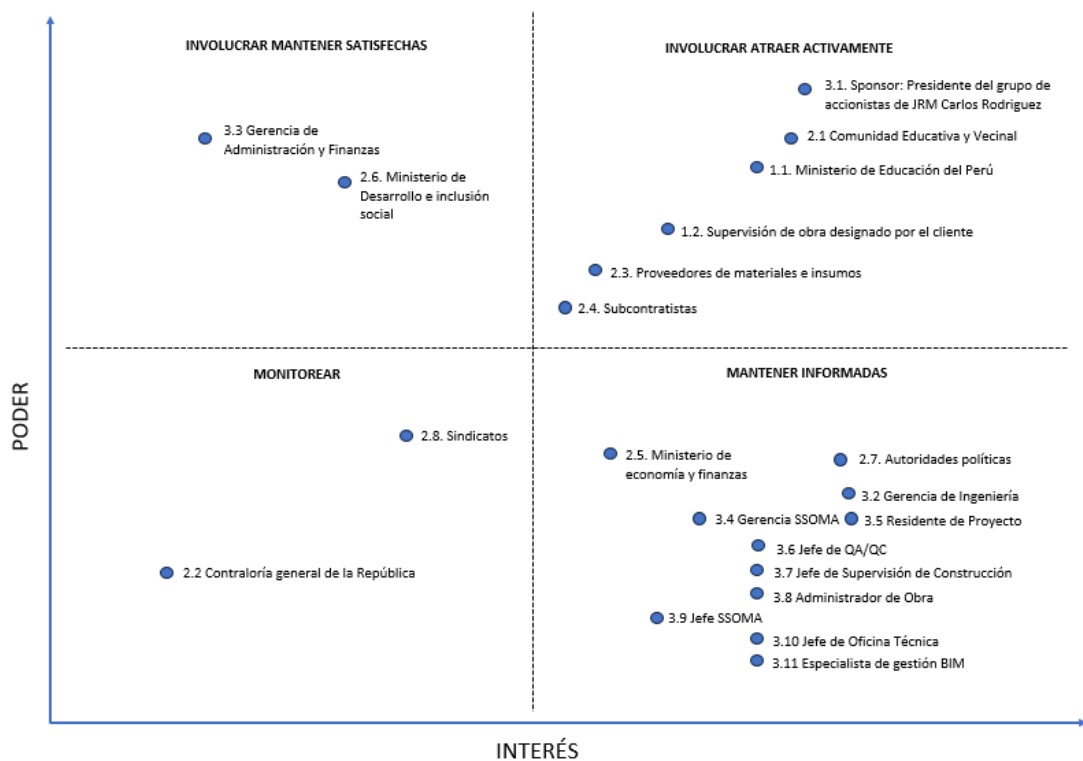 INVOLUCRAR MANTENER SATISFECHAS
INVOLUCRAR ATRAER ACTIVAMENTE
3.1. Sponsor: Presidente del grupo de
accionistas de JRM Carlos Rodriguez
3.3 Gerencia de
Administración y Finanzas
2.1 Comunidad Educativa y Vecinal
1.1. Ministerio de Educación del Perú
2.6. Ministerio de
Desarrollo e inclusión
social
1.2. Supervisión de obra designado por el cliente
2.3. Proveedores de materiales e insumos
2.4. Subcontratistas
MONITOREAR
MANTENER INFORMADAS
PODER
2.8. Sindicatos
2.5. Ministerio de
economía y finanzas
2.7. Autoridades políticas
3.2 Gerencia de Ingeniería
3.4 Gerencia SSOMA
3.5 Residente de Proyecto
3.6 Jefe de QA/QC
2.2 Contraloría general de la República
3.7 Jefe de Supervisión de Construcción
3.8 Administrador de Obra
3.9 Jefe SSOMA
3.10 Jefe de Oficina Técnica
3.11 Especialista de gestión BIM
INTERÉS